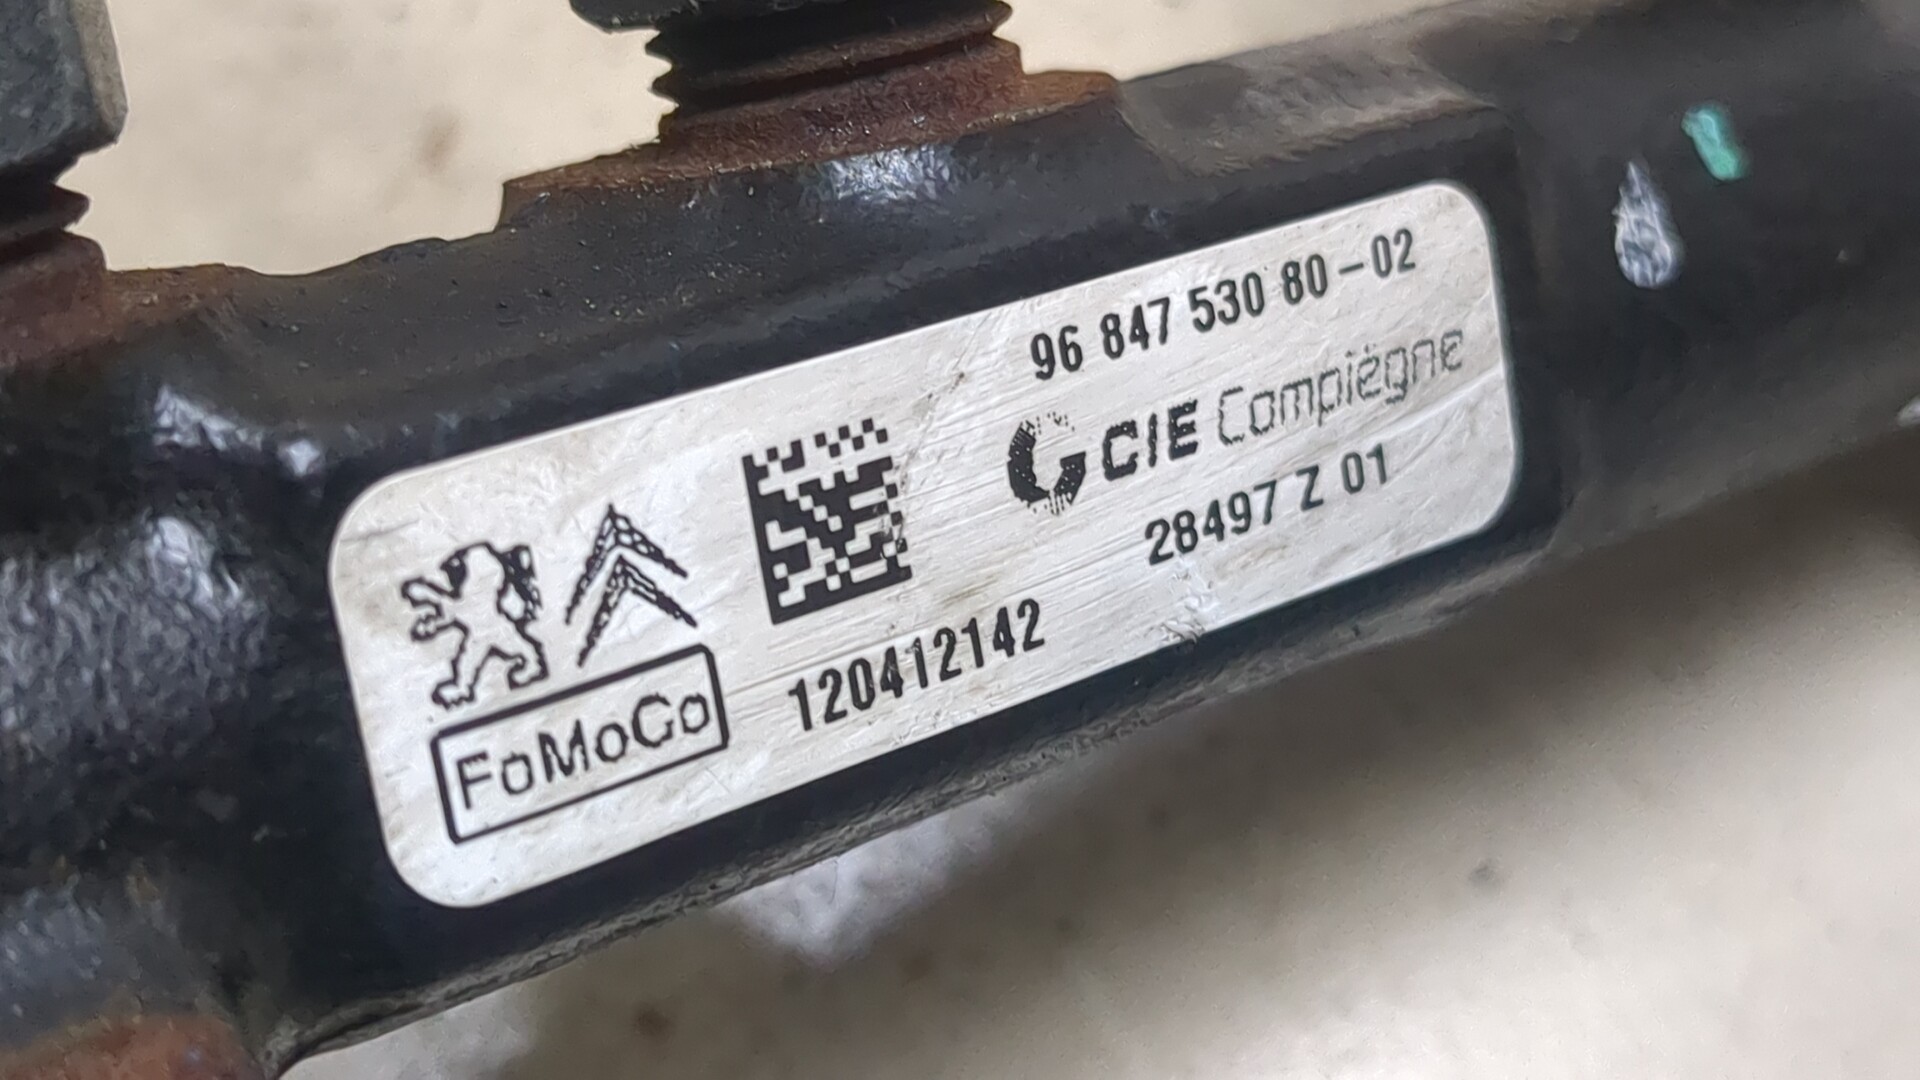 96 847 530 80-02
CIE Compiègne
28497 Z 01
120412142
FoMoCo